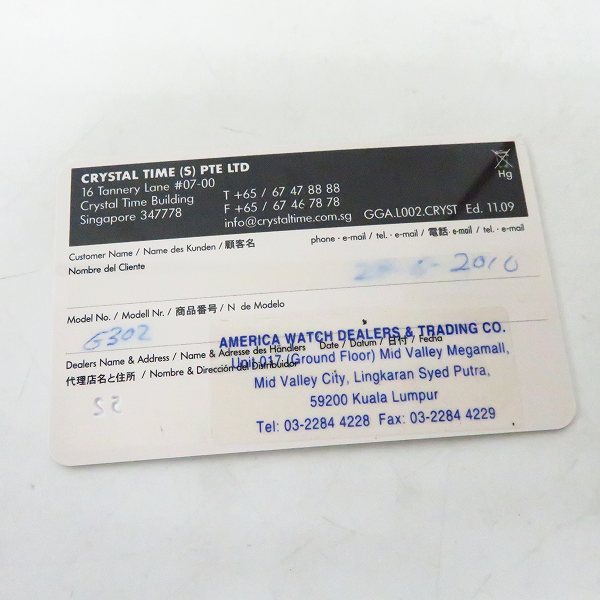 CRYSTAL TIME (S) PTE LTD
16 Tannery Lane #07-00
Crystal Time Building
Singapore 347778
T +65 / 67 47 88 88
F +65 / 67 46 78 78
info@crystaltime.com.sg
GGA.L002.CRYST Ed. 11.09
Hg
Customer Name / Name des Kunden / 顧客名
Nombre del Cliente
phone · e-mail / tel. · e-mail / 電話 · e-mail / tel. · e-mail
2010
Model No. / Modell Nr. / 商品番号 / N de Modelo
G302
Dealers Name & Address / Name & Adresse des Händlers
代理店名と住所 / Nombre & Dirección del Distribuidor
Date / Datum / 日付 / Fecha
AMERICA WATCH DEALERS & TRADING CO.
Unit 017 (Ground Floor) Mid Valley Megamall,
Mid Valley City, Lingkaran Syed Putra,
59200 Kuala Lumpur
Tel: 03-2284 4228 Fax: 03-2284 4229